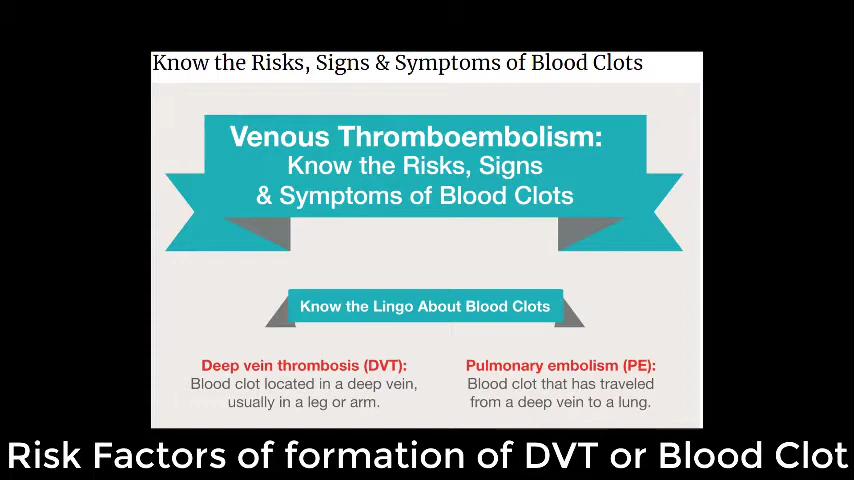 Know the Risks, Signs & Symptoms of Blood Clots
Venous Thromboembolism:
Know the Risks, Signs
& Symptoms of Blood Clots
Know the Lingo About Blood Clots
Deep vein thrombosis (DVT):
Blood clot located in a deep vein,
usually in a leg or arm.
Pulmonary embolism (PE):
Blood clot that has traveled
from a deep vein to a lung.
Risk Factors of formation of DVT or Blood Clot